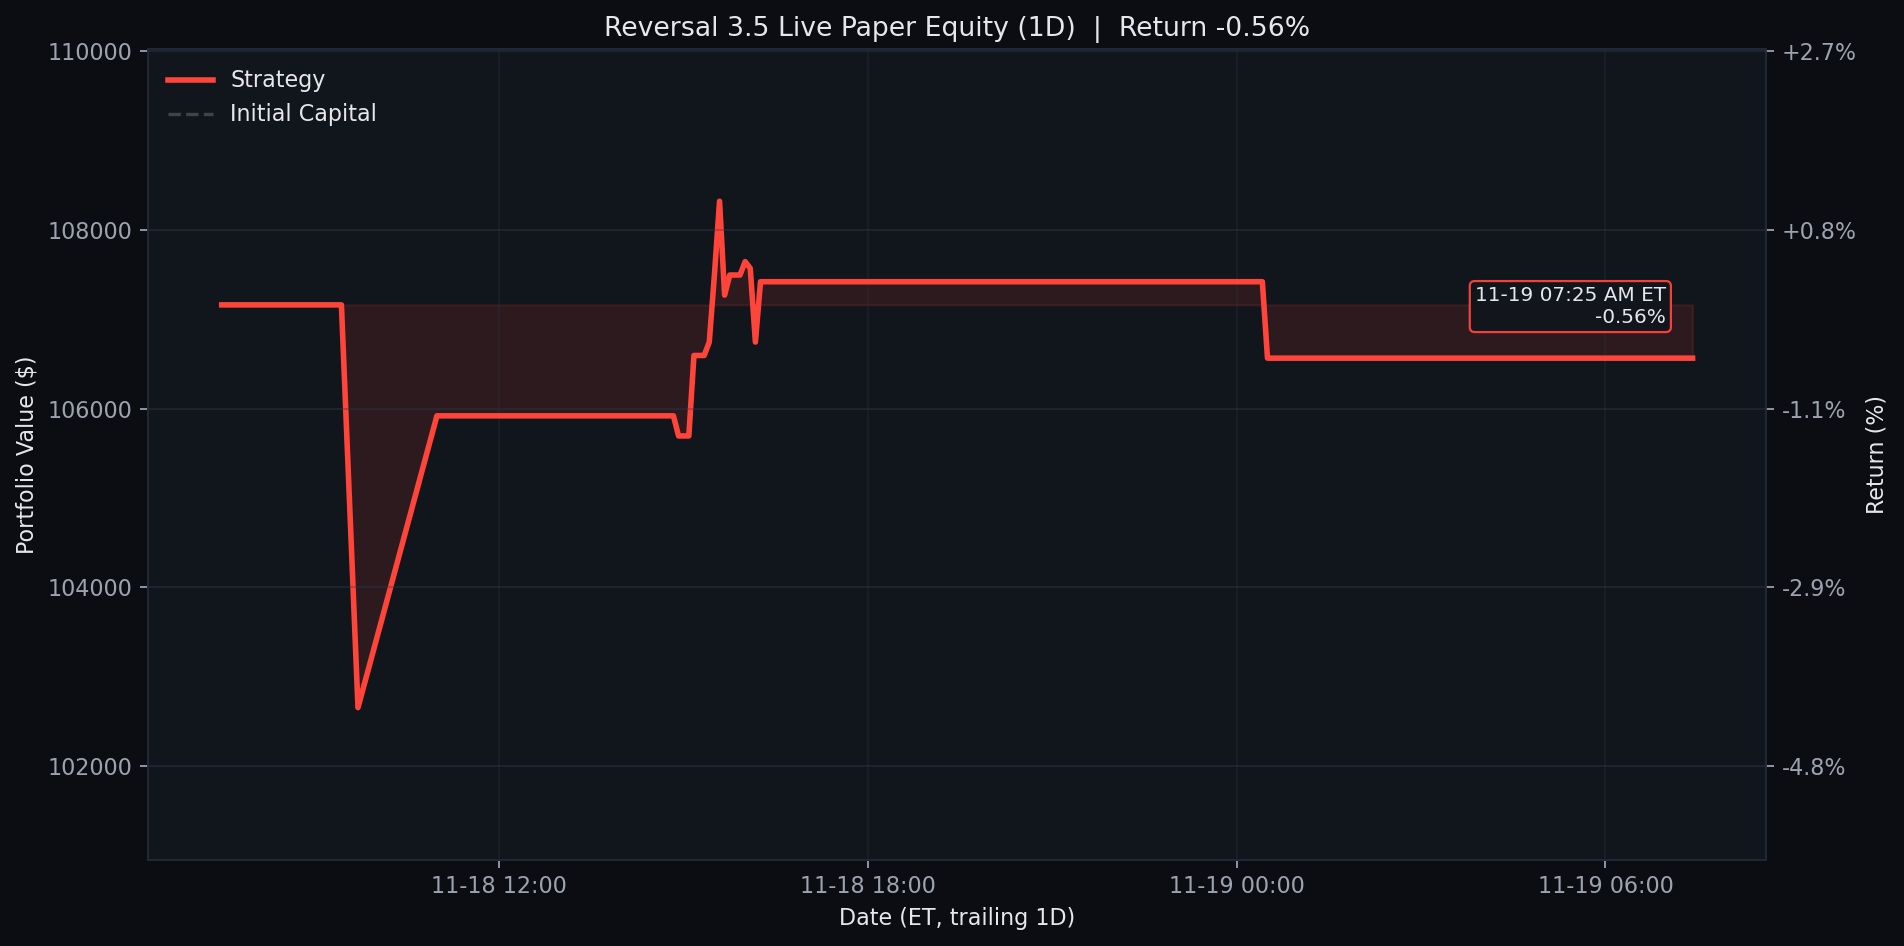 Reversal 3.5 Live Paper Equity (1D) | Return -0.56%
Strategy
Initial Capital
Portfolio Value ($)
110000
108000
106000
104000
102000
+2.7%
+0.8%
-1.1%
-2.9%
-4.8%
Return (%)
11-19 07:25 AM ET
-0.56%
11-18 12:00
11-18 18:00
11-19 00:00
11-19 06:00
Date (ET, trailing 1D)